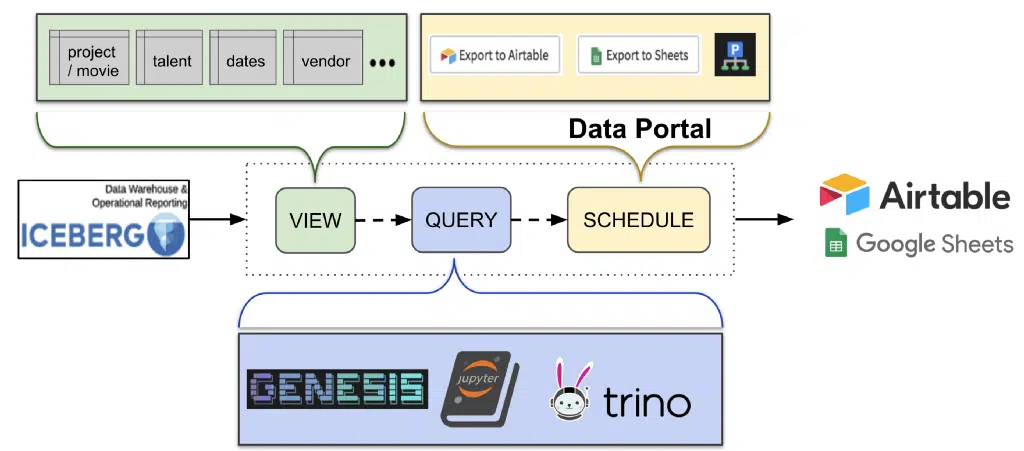 project
/ movie
talent
dates
vendor
•••
Export to Airtable
Export to Sheets
P
Data Portal
Data Warehouse &
Operational Reporting
ICEBERG
VIEW
QUERY
SCHEDULE
Airtable
Google Sheets
GENESIS
jupyter
trino